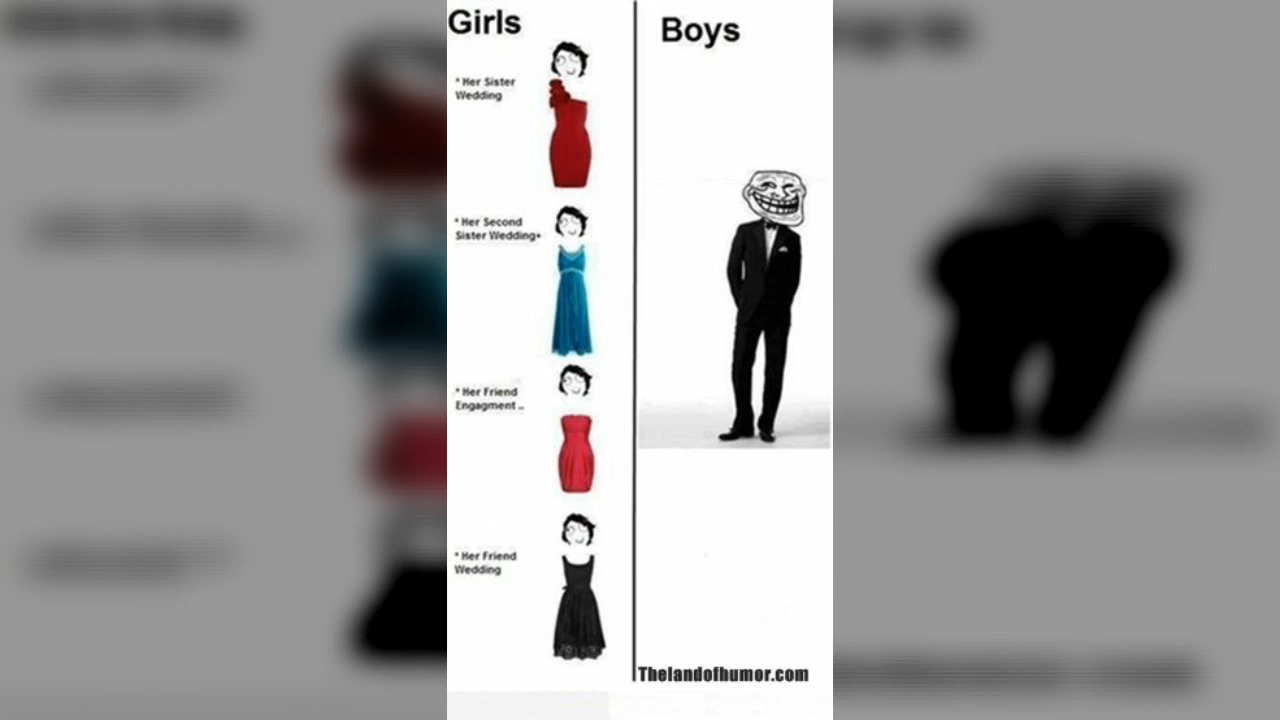 Girls
* Her Sister
Wedding
* Her Second
Sister Wedding*
* Her Friend
Engagment ..
* Her Friend
Wedding
Boys
Thelandofhumor.com